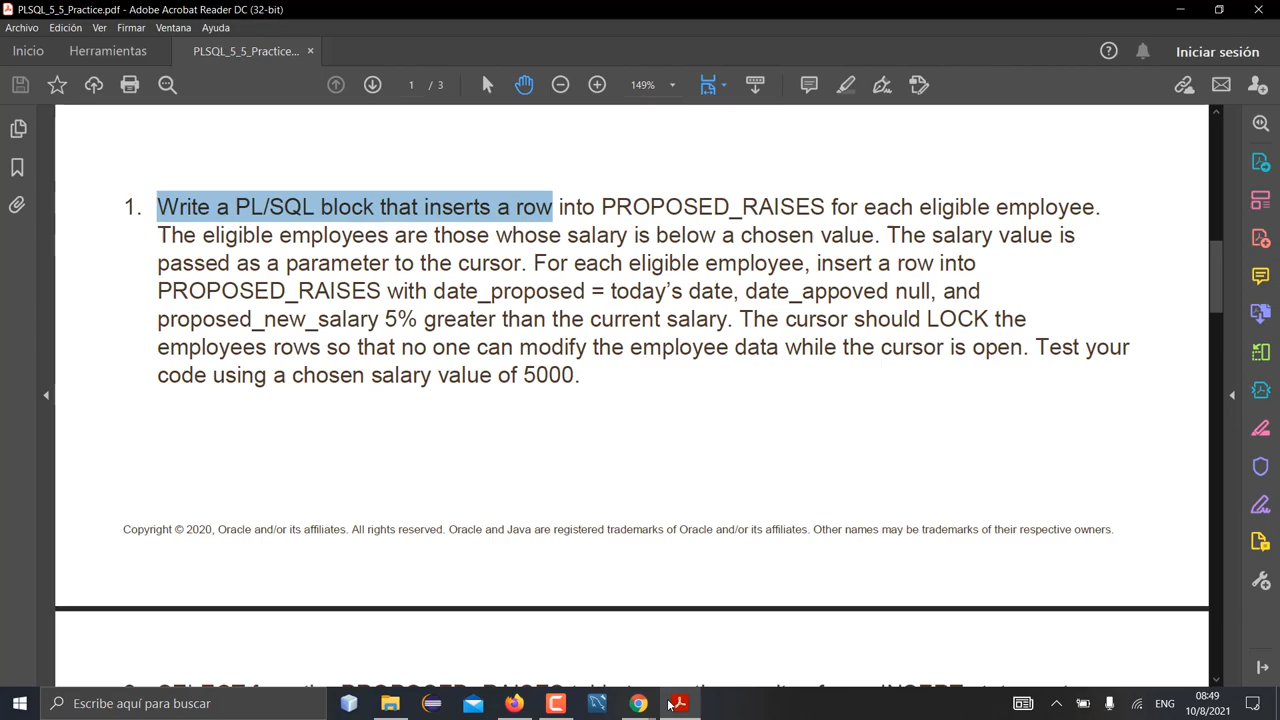 PLSQL_5_5_Practice.pdf - Adobe Acrobat Reader DC (32-bit)
Archivo Edición Ver Firmar Ventana Ayuda
Inicio Herramientas PLSQL_5_5_Practice... × Iniciar sesión
1 / 3 149%
1. Write a PL/SQL block that inserts a row into PROPOSED_RAISES for each eligible employee.
The eligible employees are those whose salary is below a chosen value. The salary value is
passed as a parameter to the cursor. For each eligible employee, insert a row into
PROPOSED_RAISES with date_proposed = today’s date, date_appoved null, and
proposed_new_salary 5% greater than the current salary. The cursor should LOCK the
employees rows so that no one can modify the employee data while the cursor is open. Test your
code using a chosen salary value of 5000.
Copyright © 2020, Oracle and/or its affiliates. All rights reserved. Oracle and Java are registered trademarks of Oracle and/or its affiliates. Other names may be trademarks of their respective owners.
Escribe aquí para buscar
ENG
08:49
10/8/2021